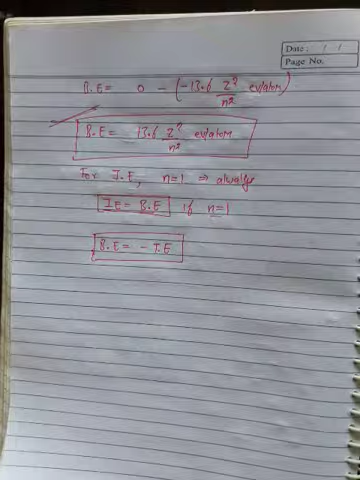 Date: / /
Page No.
B.E = 0 - (-13.6 Z²/n² ev/atom)
B.E = 13.6 Z²/n² ev/atom
For I.E, n=1 ⇒ always
IE = B.E if n=1
B.E = - T.E